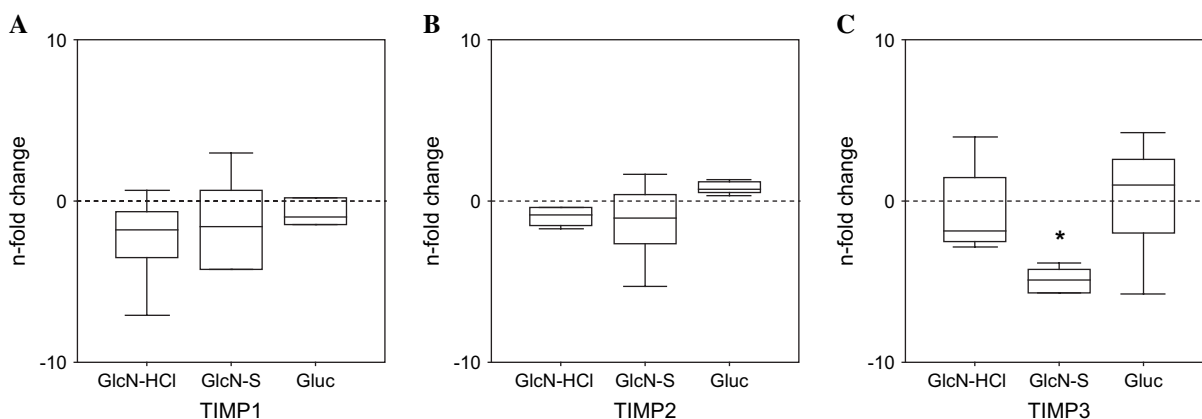 A
10
0
-10
n-fold change
GlcN-HCl GlcN-S Gluc
TIMP1
B
10
0
-10
n-fold change
GlcN-HCl GlcN-S Gluc
TIMP2
C
10
0
-10
n-fold change
*
GlcN-HCl GlcN-S Gluc
TIMP3